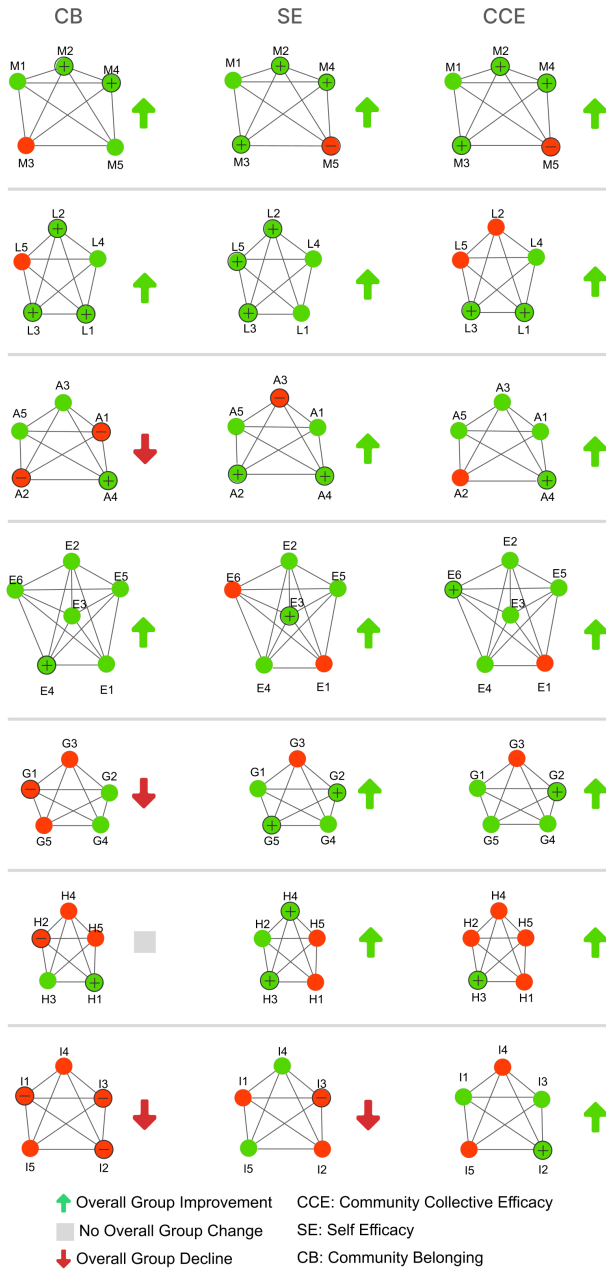 CB SE CCE
M2 M2 M2
M1 M4 M1 M4 M1 M4
M3 M5 M3 M5 M3 M5
L2 L2 L2
L5 L4 L5 L4 L5 L4
L3 L1 L3 L1 L3 L1
A3 A3 A3
A5 A1 A5 A1 A5 A1
A2 A4 A2 A4 A2 A4
E2 E2 E2
E6 E5 E6 E5 E6 E5
E3 E3 E3
E4 E1 E4 E1 E4 E1
G3 G3 G3
G1 G2 G1 G2 G1 G2
G5 G4 G5 G4 G5 G4
H4 H4 H4
H2 H5 H2 H5 H2 H5
H3 H1 H3 H1 H3 H1
I4 I4 I4
I1 I3 I1 I3 I1 I3
I5 I2 I5 I2 I5 I2
Overall Group Improvement CCE: Community Collective Efficacy
No Overall Group Change SE: Self Efficacy
Overall Group Decline CB: Community Belonging